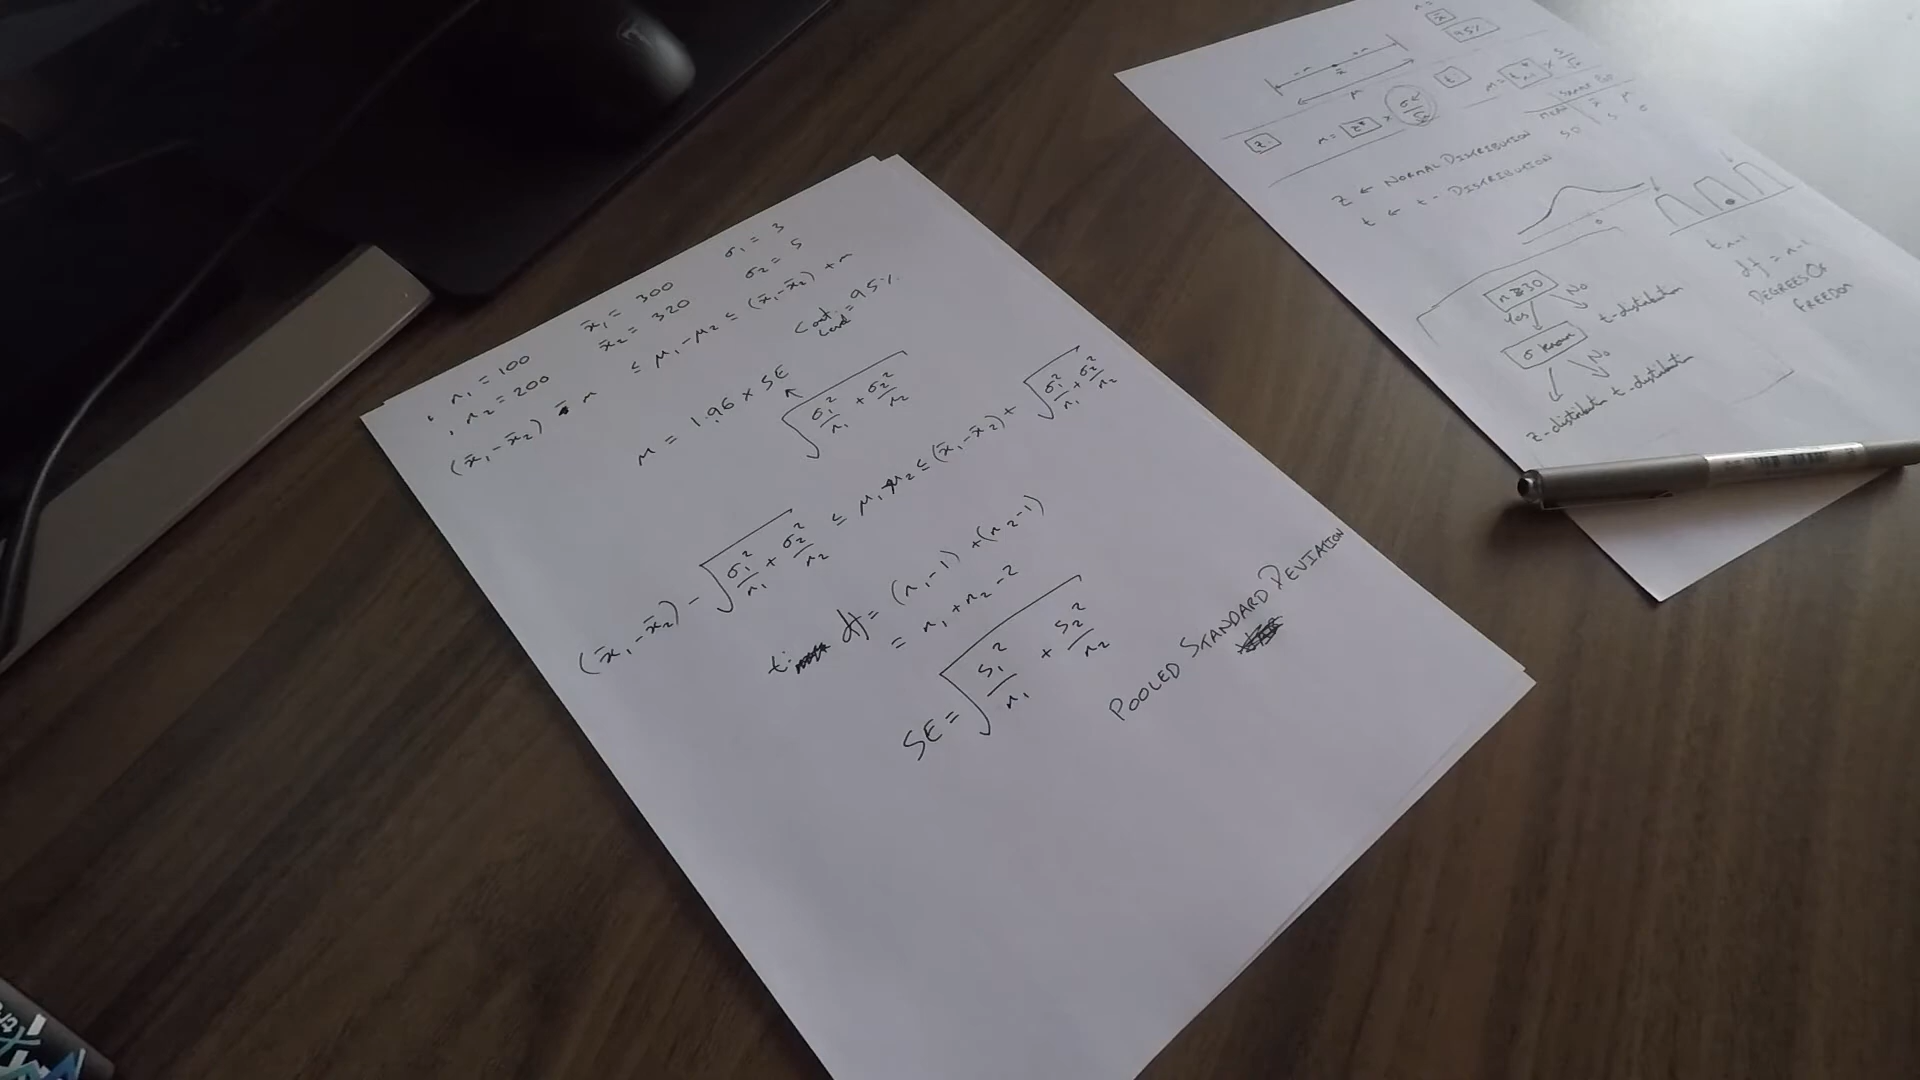 n₁ = 100 x̄₁ = 300 σ₁ = 3
n₂ = 200 x̄₂ = 320 σ₂ = 5
(x̄₁-x̄₂) - m ≤ μ₁-μ₂ ≤ (x̄₁-x̄₂) + m
m = 1.96 × SE
Conf. Level = 95%
√(σ₁²/n₁ + σ₂²/n₂)
(x̄₁-x̄₂) - √(σ₁²/n₁ + σ₂²/n₂) ≤ μ₁-μ₂ ≤ (x̄₁-x̄₂) + √(σ₁²/n₁ + σ₂²/n₂)
t: df = (n₁-1) + (n₂-1)
= n₁+n₂-2
SE = √(s₁²/n₁ + s₂²/n₂)
POOLED STANDARD DEVIATION
95%
-m +m
x̄
μ
z m = z* ×
t
MEAN x̄ μ
SD S σ
Z ← NORMAL DISTRIBUTION
t ← t-DISTRIBUTION
n ≥ 30
Yes No
t-distribution
σ known
No
z-distribution t-distribution
t n-1
df = n-1
DEGREES OF
FREEDOM